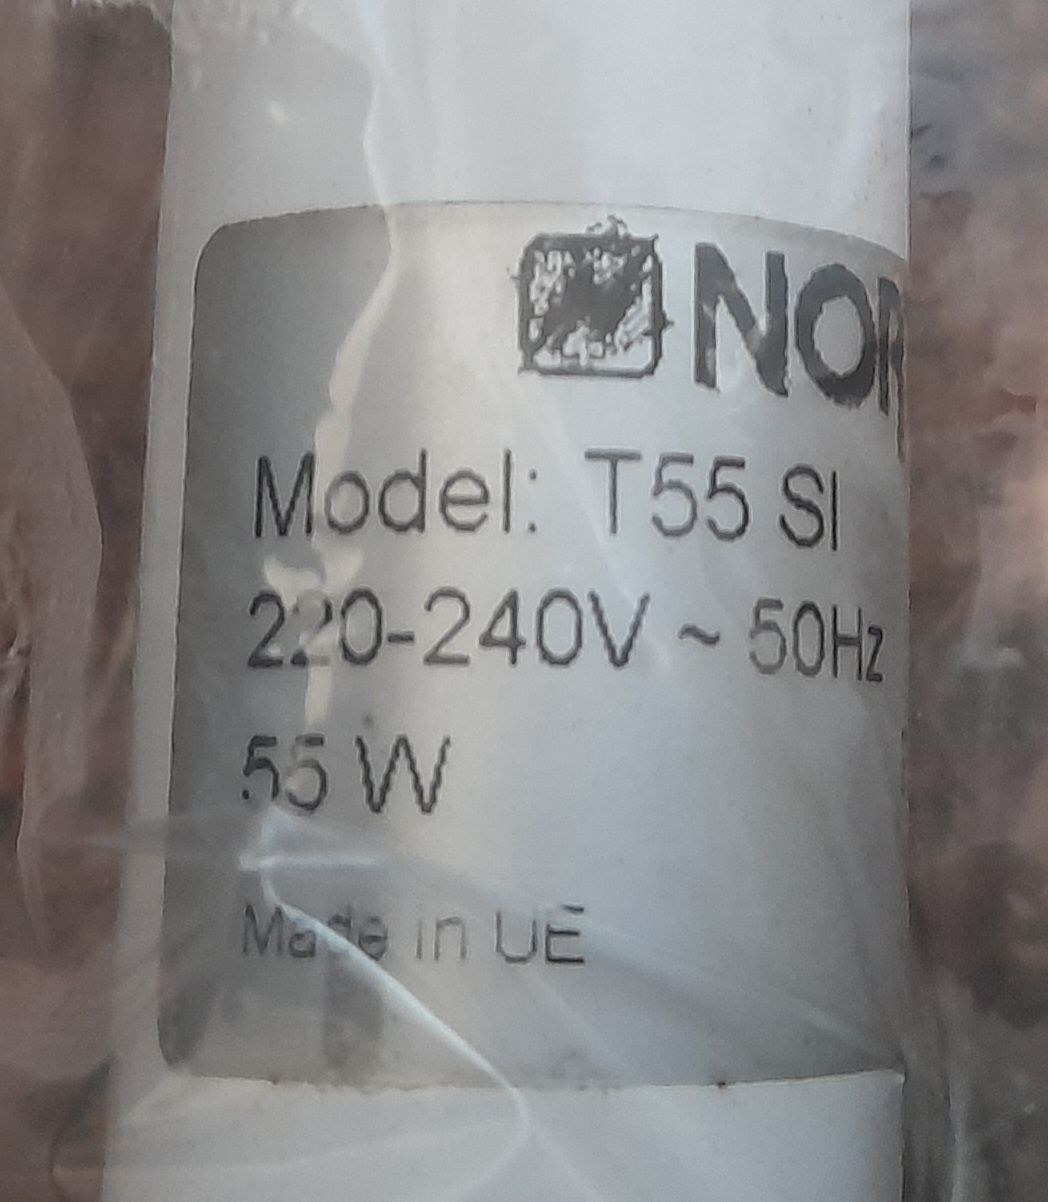 NOR
Model: T55 SI
220-240V ~ 50Hz
55 W
Made in UE